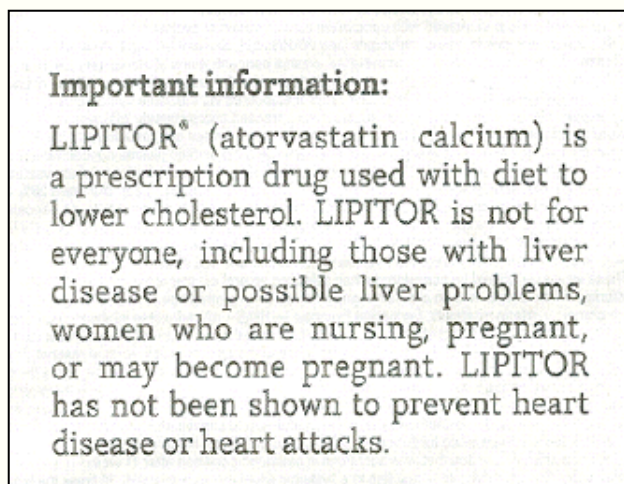 Important information:
LIPITOR® (atorvastatin calcium) is
a prescription drug used with diet to
lower cholesterol. LIPITOR is not for
everyone, including those with liver
disease or possible liver problems,
women who are nursing, pregnant,
or may become pregnant. LIPITOR
has not been shown to prevent heart
disease or heart attacks.